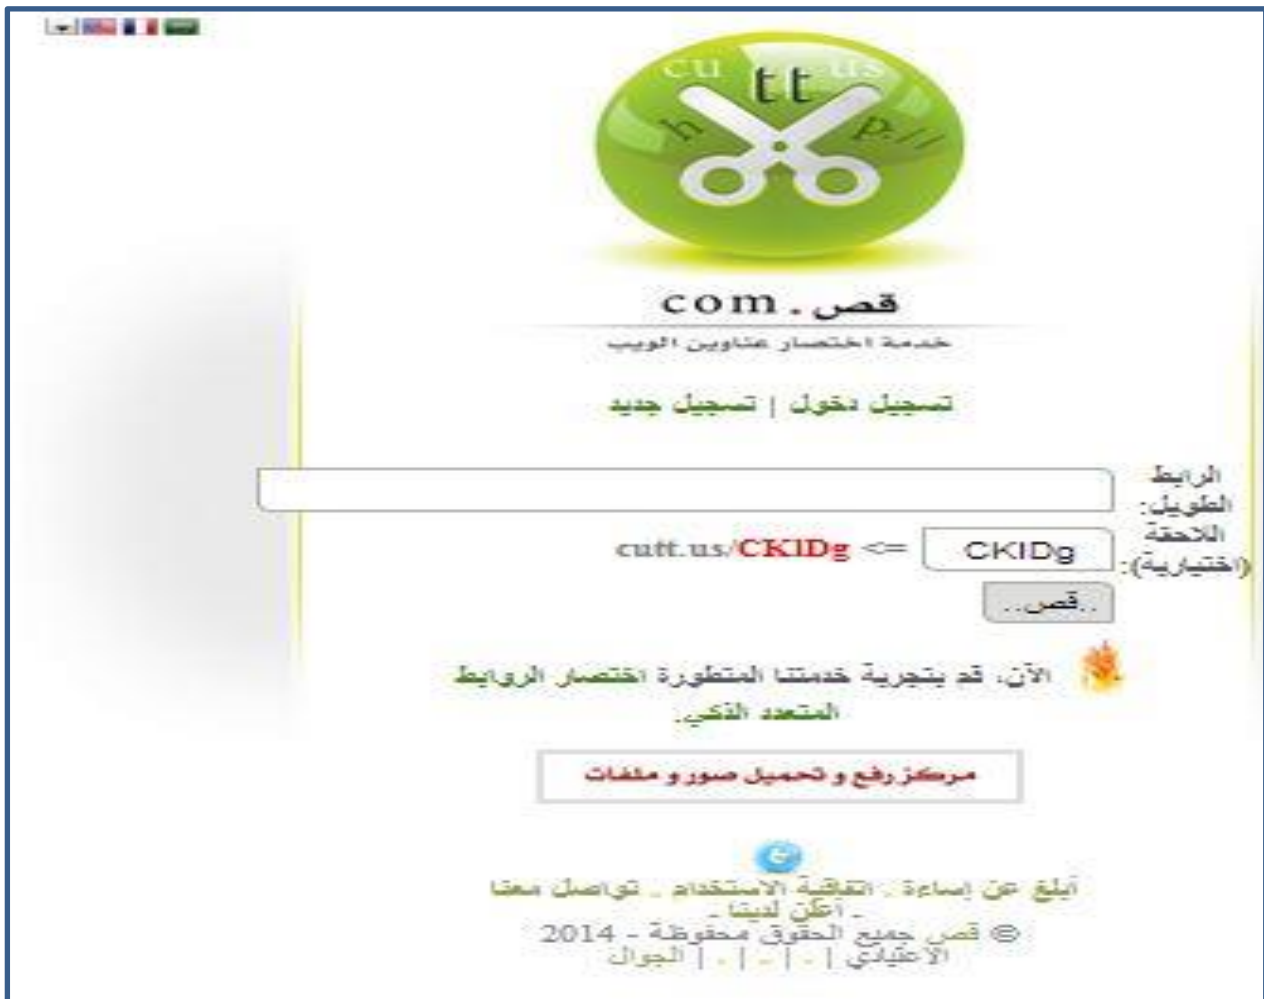 cu tt us
h p://
قص . com
خدمة اختصار عناوين الويب
تسجيل دخول | تسجيل جديد
الرابط
الطويل:
اللاحقة
(اختيارية):
CKIDg <= cutt.us/CKIDg
..قص..
الآن، قم بتجربة خدمتنا المتطورة اختصار الروابط
المتعدد الذكي.
مركز رفع و تحميل صور و ملفات
أبلغ عن إساءة . اتفاقية الاستخدام . تواصل معنا
. أعلن لدينا .
© قص جميع الحقوق محفوظة - 2014
الاعتيادي | . | . | . | الجوال